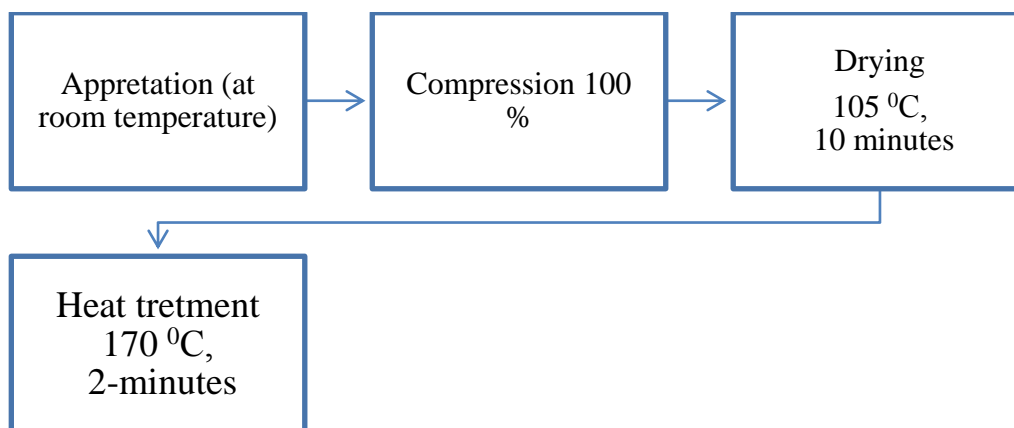 Appretation (at
room temperature)
Compression 100
%
Drying
105 ⁰C,
10 minutes
Heat tretment
170 ⁰C,
2-minutes